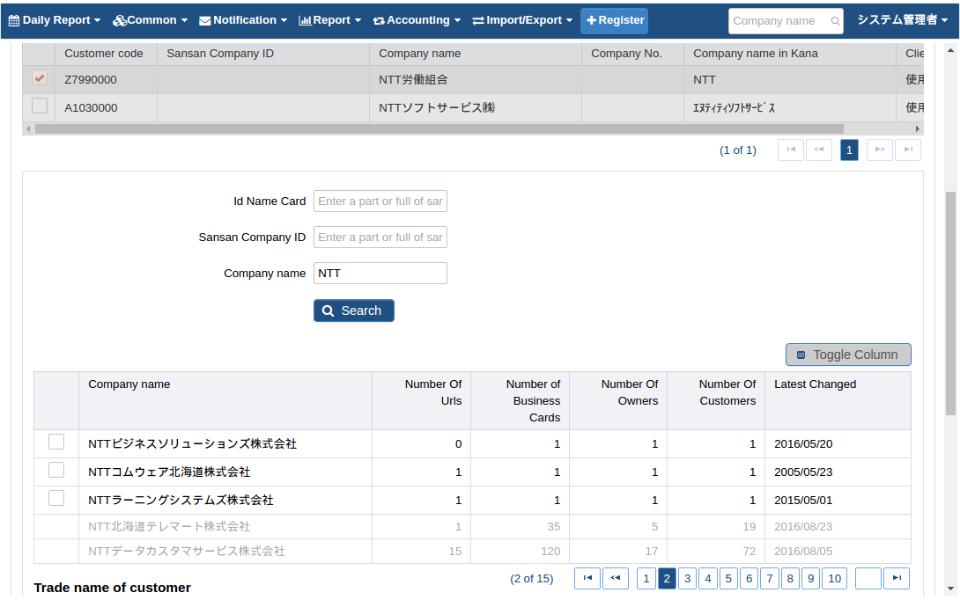 Daily Report Common Notification Report Accounting Import/Export Register Company name システム管理者
Customer code Sansan Company ID Company name Company No. Company name in Kana Clie
Z7990000 NTT労働組合 NTT 使用
A1030000 NTTソフトサービス㈱ ｴﾇﾃｨﾃｨｿﾌﾄｻｰﾋﾞｽ 使用
(1 of 1) 1
Id Name Card Enter a part or full of sar
Sansan Company ID Enter a part or full of sar
Company name NTT
Search
Toggle Column
Company name Number Of Urls Number of Business Cards Number Of Owners Number Of Customers Latest Changed
NTTビジネスソリューションズ株式会社 0 1 1 1 2016/05/20
NTTコムウェア北海道株式会社 1 1 1 1 2005/05/23
NTTラーニングシステムズ株式会社 1 1 1 1 2015/05/01
NTT北海道テレマート株式会社 1 35 5 19 2016/08/23
NTTデータカスタマサービス株式会社 15 120 17 72 2016/08/05
(2 of 15) 1 2 3 4 5 6 7 8 9 10
Trade name of customer